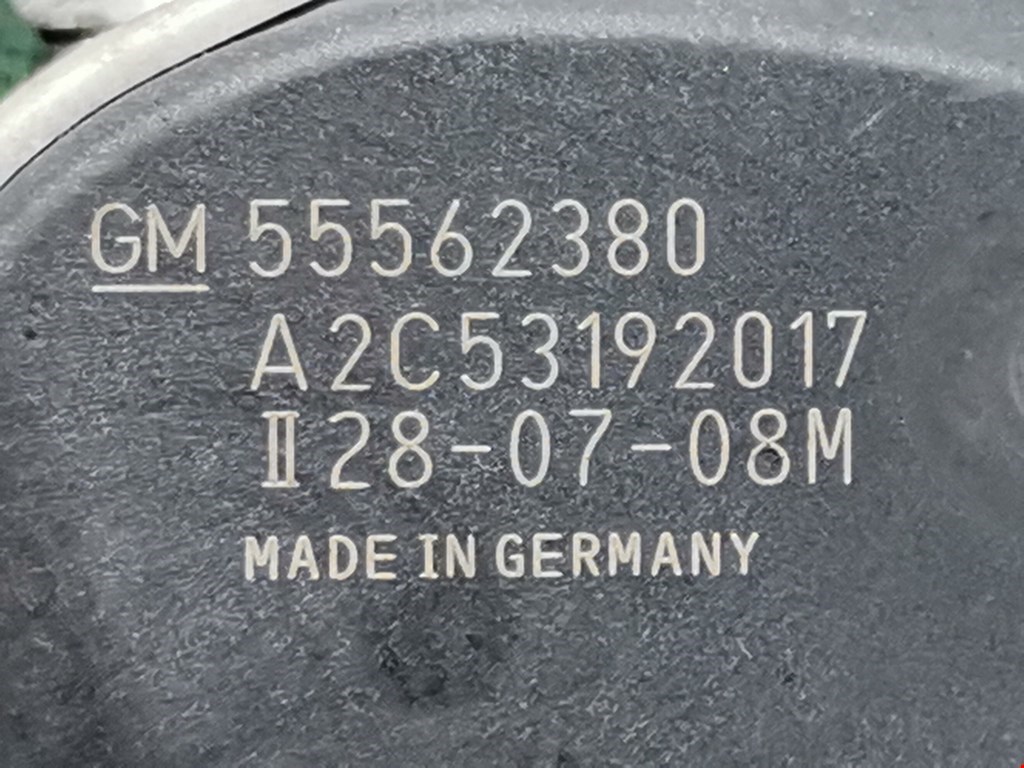 GM 55562380
A2C53192017
II28-07-08M
MADE IN GERMANY